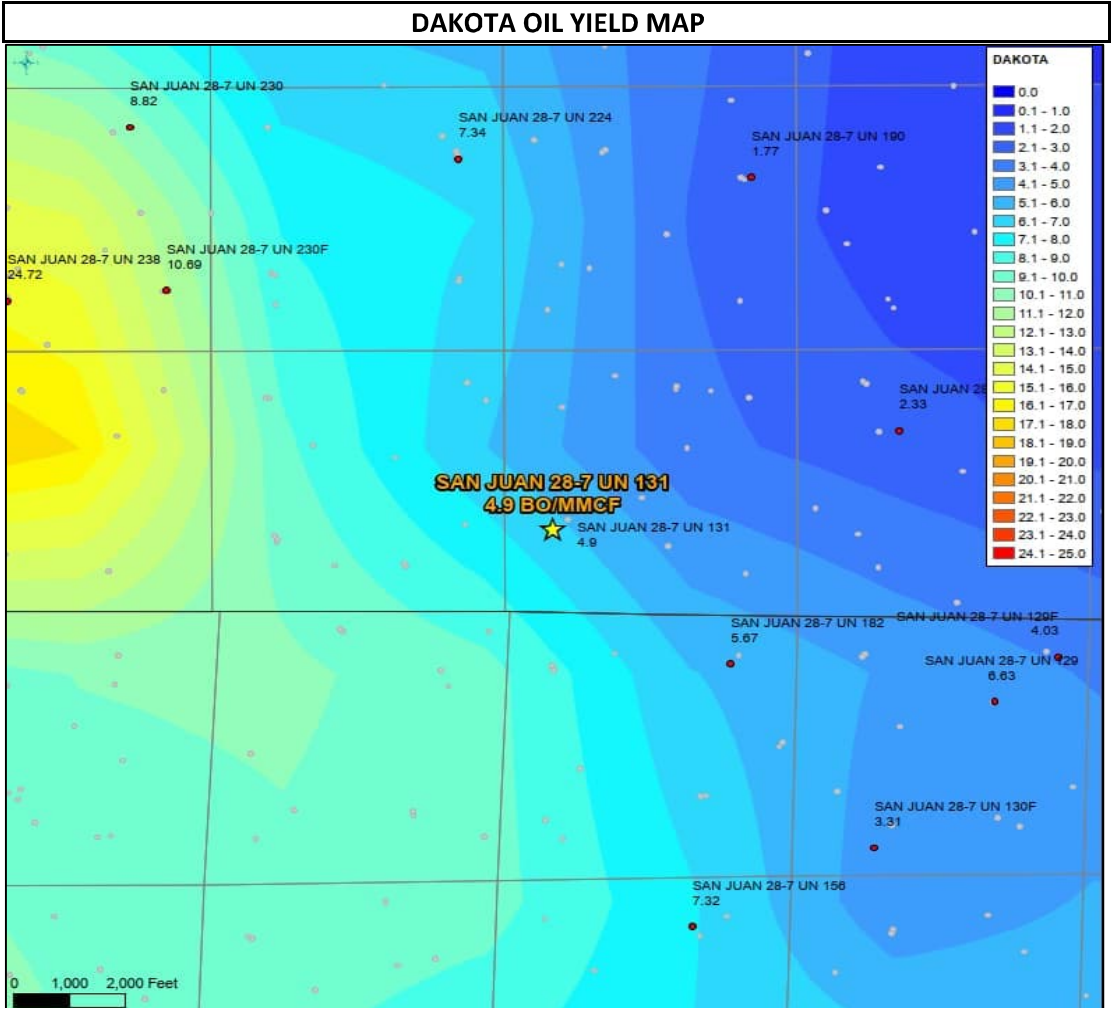 DAKOTA OIL YIELD MAP
SAN JUAN 28-7 UN 230
8.82
SAN JUAN 28-7 UN 224
7.34
SAN JUAN 28-7 UN 190
1.77
SAN JUAN 28-7 UN 238
24.72
SAN JUAN 28-7 UN 230F
10.69
SAN JUAN 28
2.33
SAN JUAN 28-7 UN 131
4.9 BO/MMCF
SAN JUAN 28-7 UN 131
4.9
SAN JUAN 28-7 UN 182
5.67
SAN JUAN 28-7 UN 129F
4.03
SAN JUAN 28-7 UN 129
6.63
SAN JUAN 28-7 UN 130F
3.31
SAN JUAN 28-7 UN 156
7.32
0 1,000 2,000 Feet
DAKOTA
0.0
0.1 - 1.0
1.1 - 2.0
2.1 - 3.0
3.1 - 4.0
4.1 - 5.0
5.1 - 6.0
6.1 - 7.0
7.1 - 8.0
8.1 - 9.0
9.1 - 10.0
10.1 - 11.0
11.1 - 12.0
12.1 - 13.0
13.1 - 14.0
14.1 - 15.0
15.1 - 16.0
16.1 - 17.0
17.1 - 18.0
18.1 - 19.0
19.1 - 20.0
20.1 - 21.0
21.1 - 22.0
22.1 - 23.0
23.1 - 24.0
24.1 - 25.0